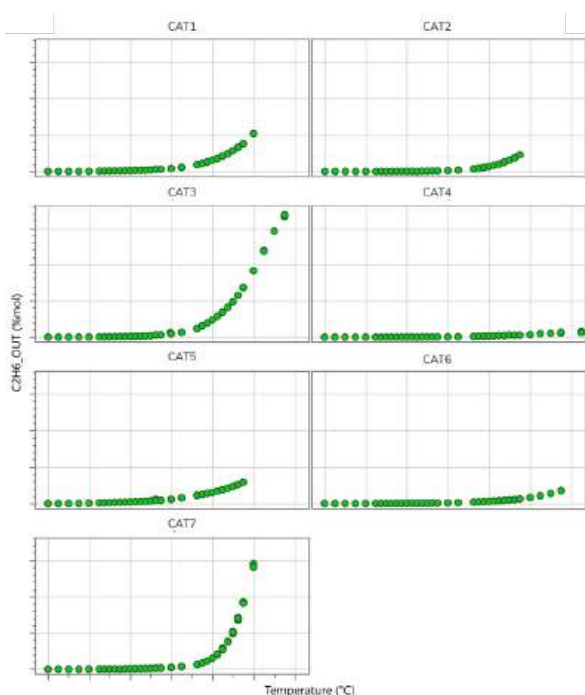 CAT1
CAT2
CAT3
CAT4
CAT5
CAT6
CAT7
C2H6_OUT (%mol)
Temperature (°C)